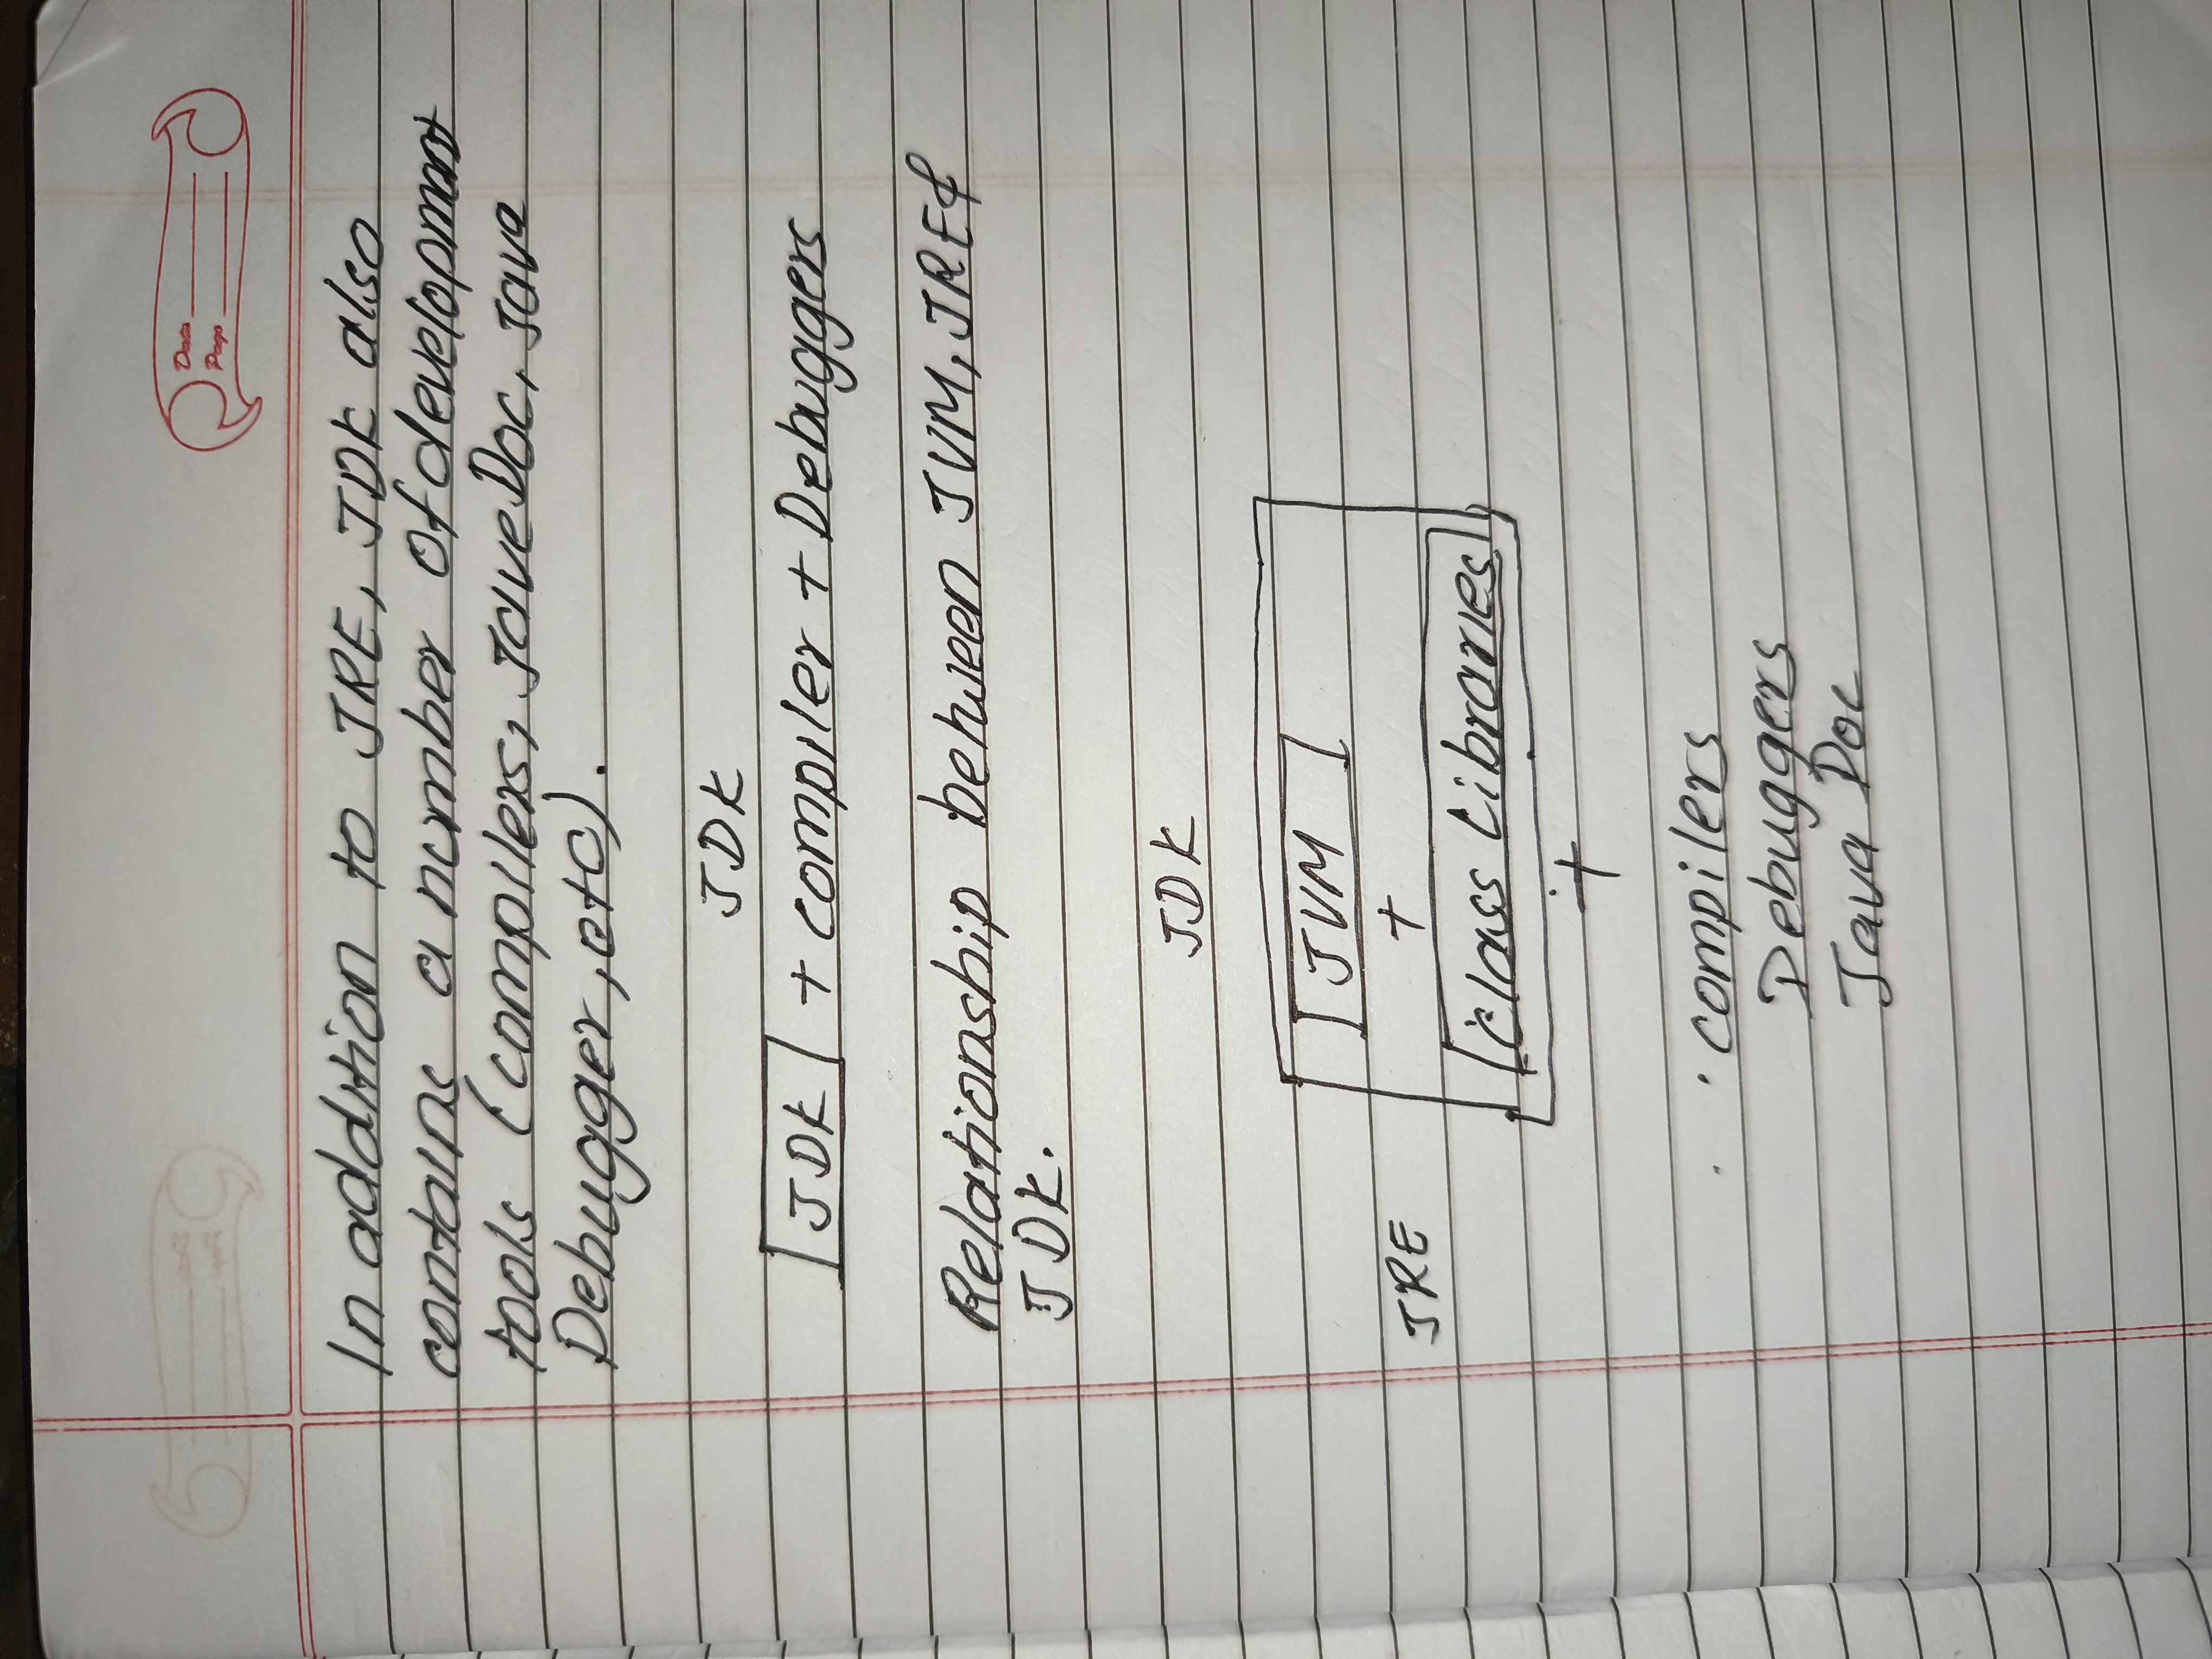 Date
Page
In addition to JRE, JDK also
contains a number of development
tools (compilers, JaveDoc, Java
Debugger, etc).
JDK
JDK + compiler + Debuggers
Relationship between JVM, JRE &
JDK.
JDK
JVM
+
JRE
Class Libraries
+
compilers
Debuggers
Java Doc